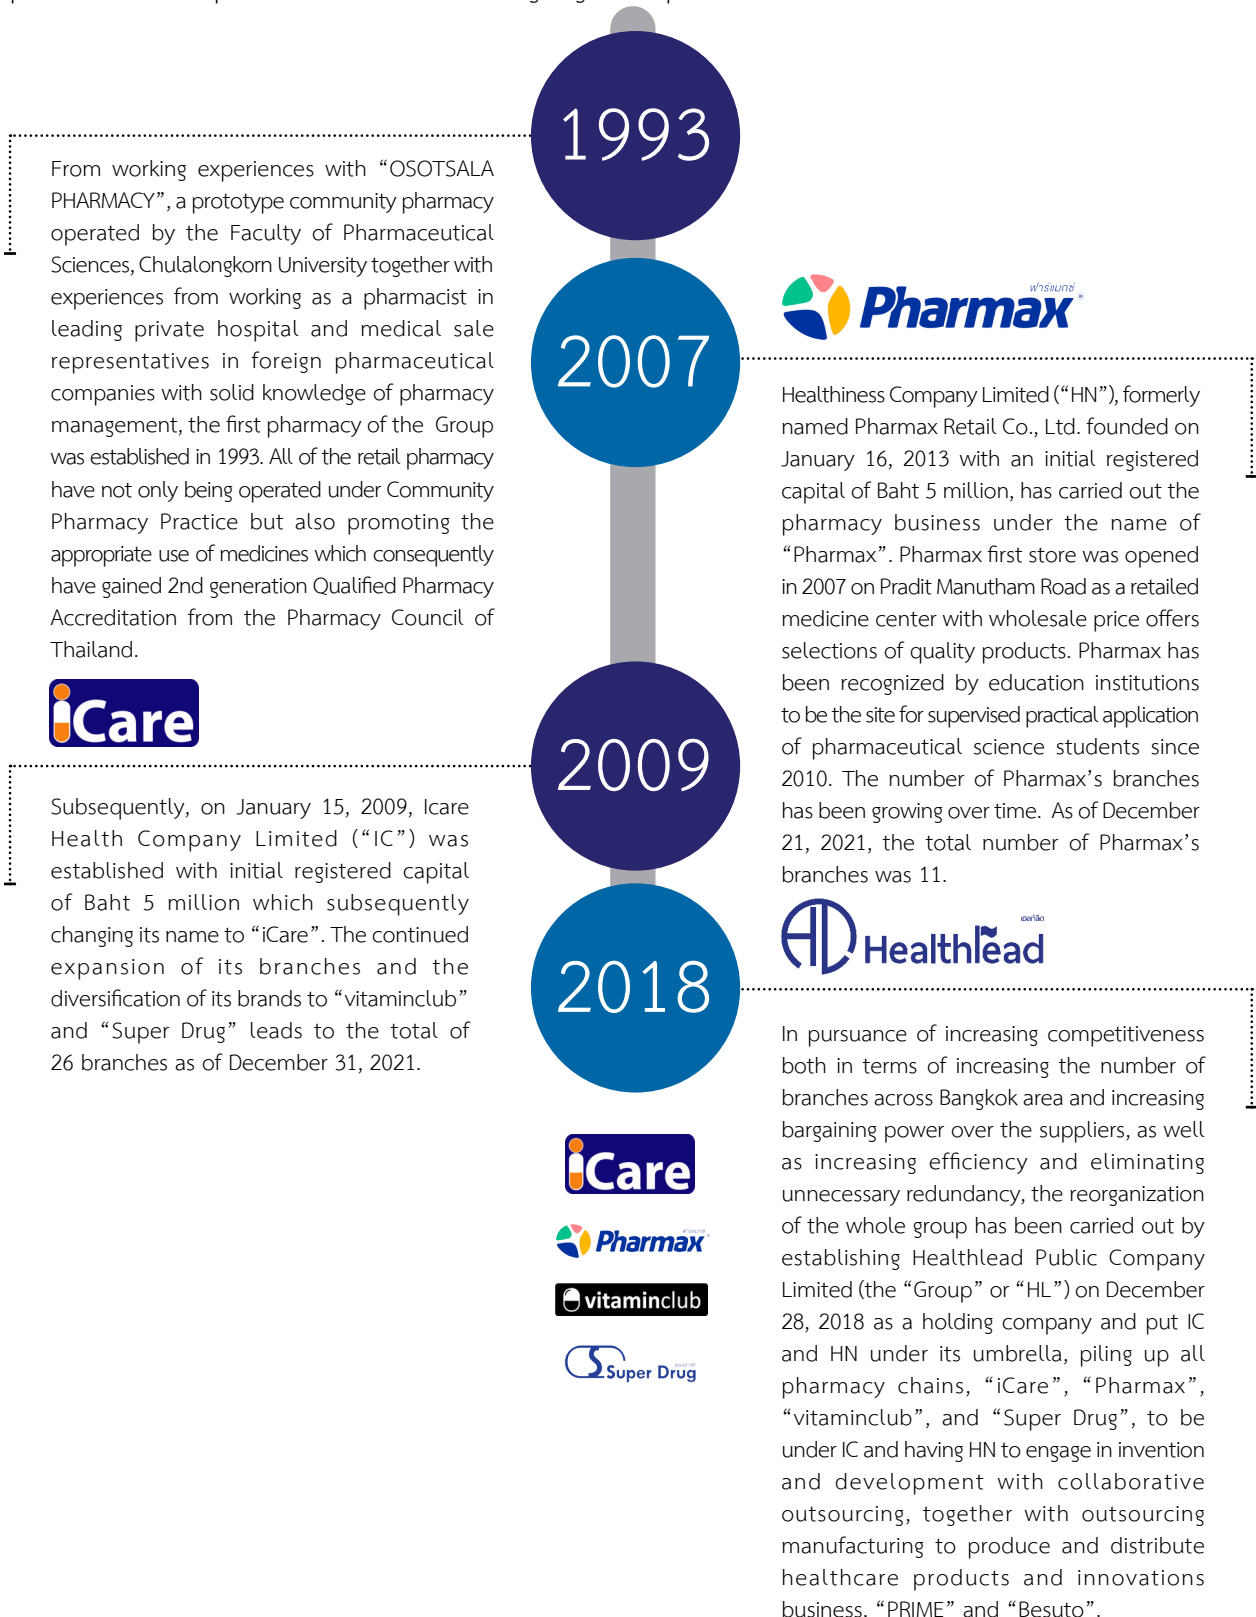 1993
From working experiences with “OSOTSALA
PHARMACY”, a prototype community pharmacy
operated by the Faculty of Pharmaceutical
Sciences, Chulalongkorn University together with
experiences from working as a pharmacist in
leading private hospital and medical sale
representatives in foreign pharmaceutical
companies with solid knowledge of pharmacy
management, the first pharmacy of the Group
was established in 1993. All of the retail pharmacy
have not only being operated under Community
Pharmacy Practice but also promoting the
appropriate use of medicines which consequently
have gained 2nd generation Qualified Pharmacy
Accreditation from the Pharmacy Council of
Thailand.
2007
ฟาร์แมกซ์
Pharmax®
Healthiness Company Limited (“HN”), formerly
named Pharmax Retail Co., Ltd. founded on
January 16, 2013 with an initial registered
capital of Baht 5 million, has carried out the
pharmacy business under the name of
“Pharmax”. Pharmax first store was opened
in 2007 on Pradit Manutham Road as a retailed
medicine center with wholesale price offers
selections of quality products. Pharmax has
been recognized by education institutions
to be the site for supervised practical application
of pharmaceutical science students since
2010. The number of Pharmax’s branches
has been growing over time. As of December
21, 2021, the total number of Pharmax’s
branches was 11.
iCare
2009
Subsequently, on January 15, 2009, Icare
Health Company Limited (“IC”) was
established with initial registered capital
of Baht 5 million which subsequently
changing its name to “iCare”. The continued
expansion of its branches and the
diversification of its brands to “vitaminclub”
and “Super Drug” leads to the total of
26 branches as of December 31, 2021.
2018
เฮลท์ลีด
HL Healthlead
In pursuance of increasing competitiveness
both in terms of increasing the number of
branches across Bangkok area and increasing
bargaining power over the suppliers, as well
as increasing efficiency and eliminating
unnecessary redundancy, the reorganization
of the whole group has been carried out by
establishing Healthlead Public Company
Limited (the “Group” or “HL”) on December
28, 2018 as a holding company and put IC
and HN under its umbrella, piling up all
pharmacy chains, “iCare”, “Pharmax”,
“vitaminclub”, and “Super Drug”, to be
under IC and having HN to engage in invention
and development with collaborative
outsourcing, together with outsourcing
manufacturing to produce and distribute
healthcare products and innovations
business, “PRIME” and “Besuto”.
iCare
ฟาร์แมกซ์
Pharmax
vitaminclub
Super Drug